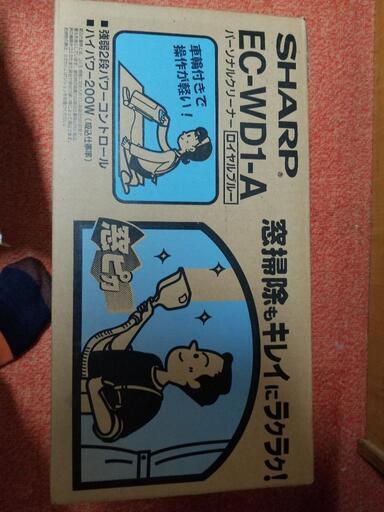 SHARP®
EC-WD1-A
パーソナルクリーナー ロイヤルブルー
車輪付きで
操作が軽い！
強弱2段パワーコントロール
ハイパワー200W(吸込仕事率)
窓掃除もキレイにラクラク！
窓ピカ